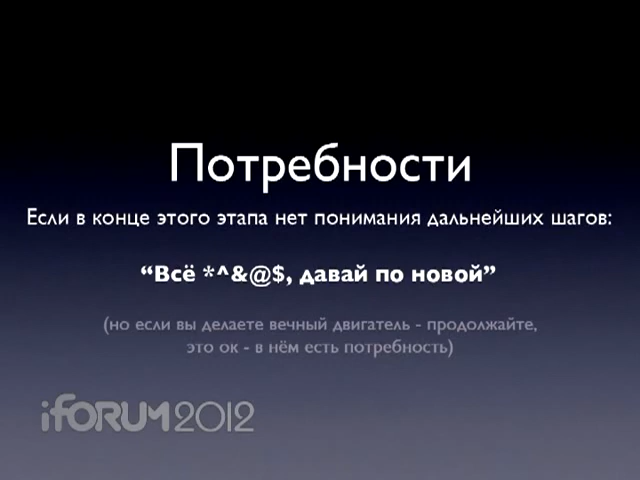 Потребности
Если в конце этого этапа нет понимания дальнейших шагов:
“Всё *^&@$, давай по новой”
(но если вы делаете вечный двигатель - продолжайте,
это ок - в нём есть потребность)
iFORUM2012